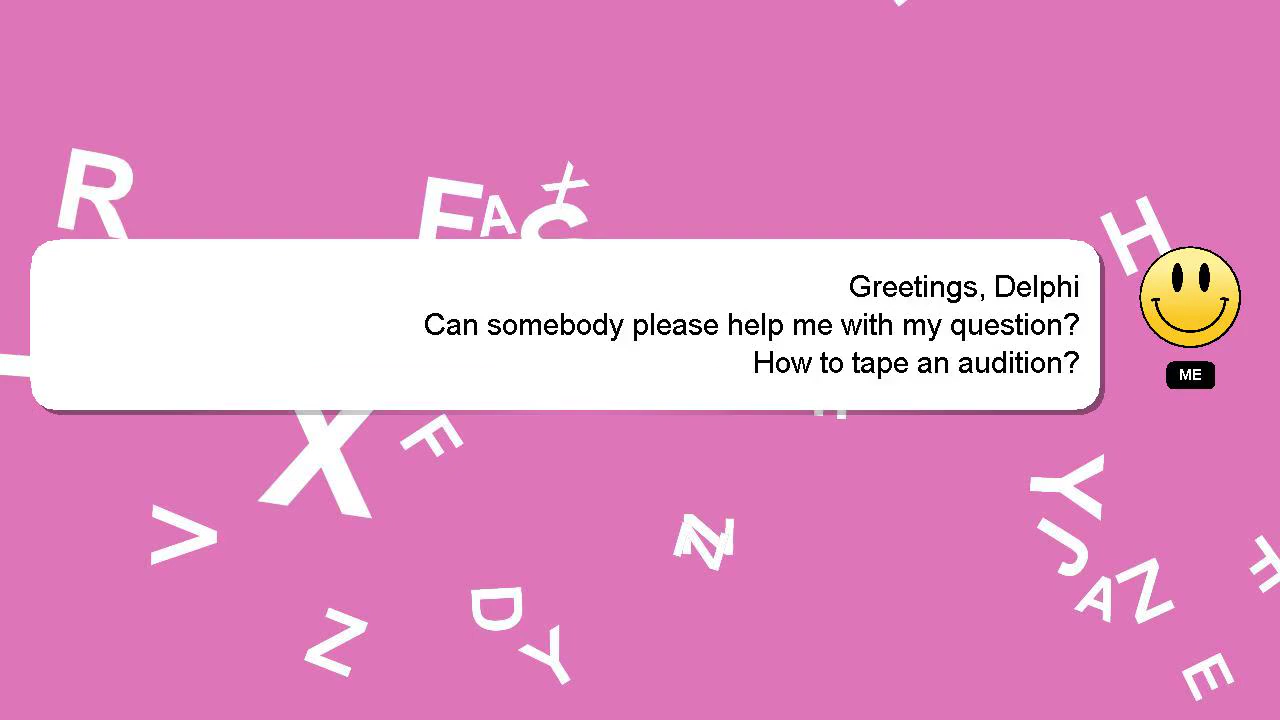 Greetings, Delphi
Can somebody please help me with my question?
How to tape an audition?
ME
R
F
A
X
H
X
F
V
N
D
Y
N
Y
J
A
Z
F
E